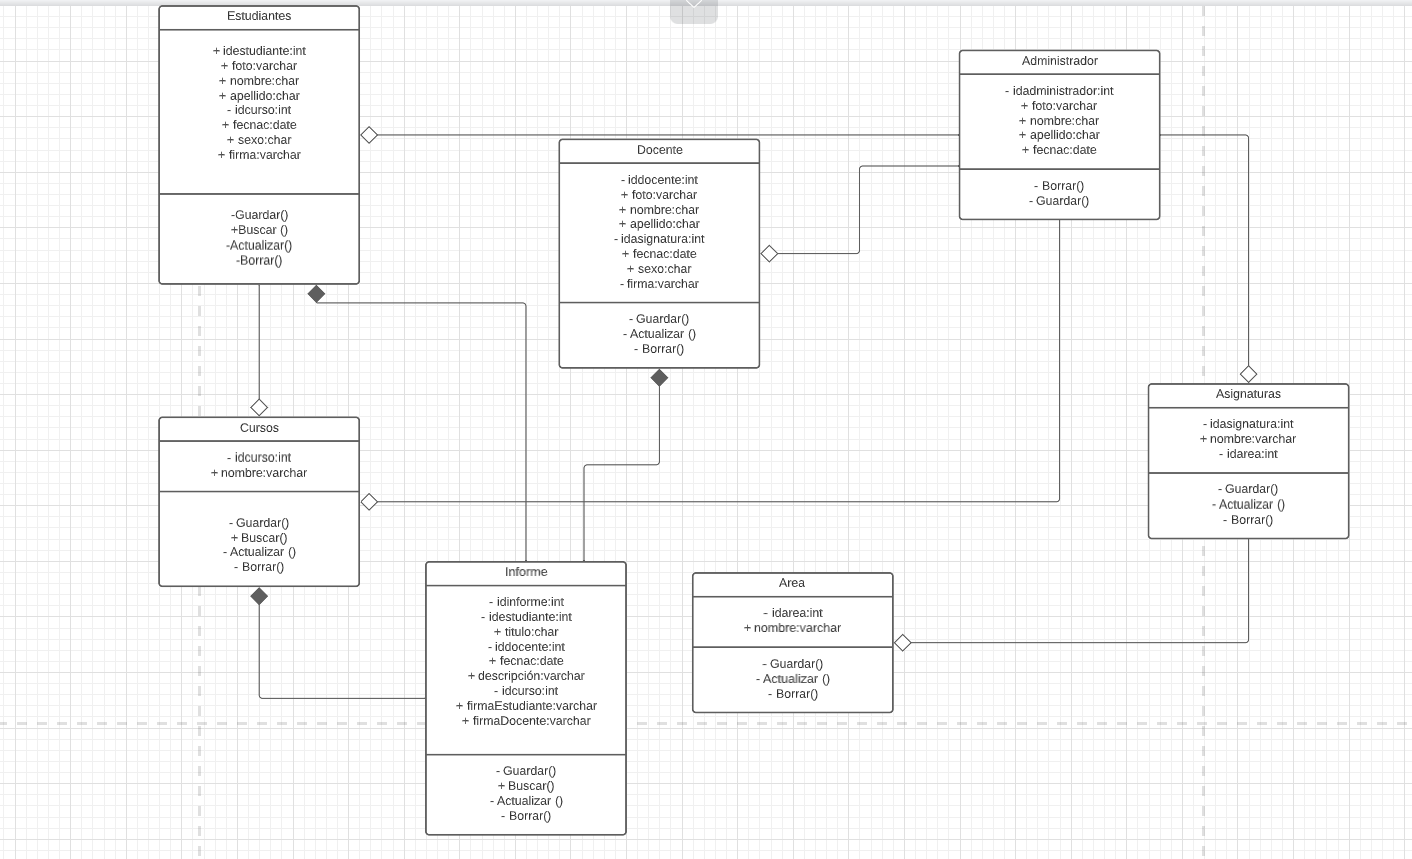 Estudiantes
+ idestudiante:int
+ foto:varchar
+ nombre:char
+ apellido:char
- idcurso:int
+ fecnac:date
+ sexo:char
+ firma:varchar
-Guardar()
+Buscar ()
-Actualizar()
-Borrar()
Administrador
- idadministrador:int
+ foto:varchar
+ nombre:char
+ apellido:char
+ fecnac:date
- Borrar()
- Guardar()
Docente
- iddocente:int
+ foto:varchar
+ nombre:char
+ apellido:char
- idasignatura:int
+ fecnac:date
+ sexo:char
- firma:varchar
- Guardar()
- Actualizar ()
- Borrar()
Asignaturas
- idasignatura:int
+ nombre:varchar
- idarea:int
- Guardar()
- Actualizar ()
- Borrar()
Cursos
- idcurso:int
+ nombre:varchar
- Guardar()
+ Buscar()
- Actualizar ()
- Borrar()
Informe
- idinforme:int
- idestudiante:int
+ titulo:char
- iddocente:int
+ fecnac:date
+ descripción:varchar
- idcurso:int
+ firmaEstudiante:varchar
+ firmaDocente:varchar
- Guardar()
+ Buscar()
- Actualizar ()
- Borrar()
Area
- idarea:int
+ nombre:varchar
- Guardar()
- Actualizar ()
- Borrar()